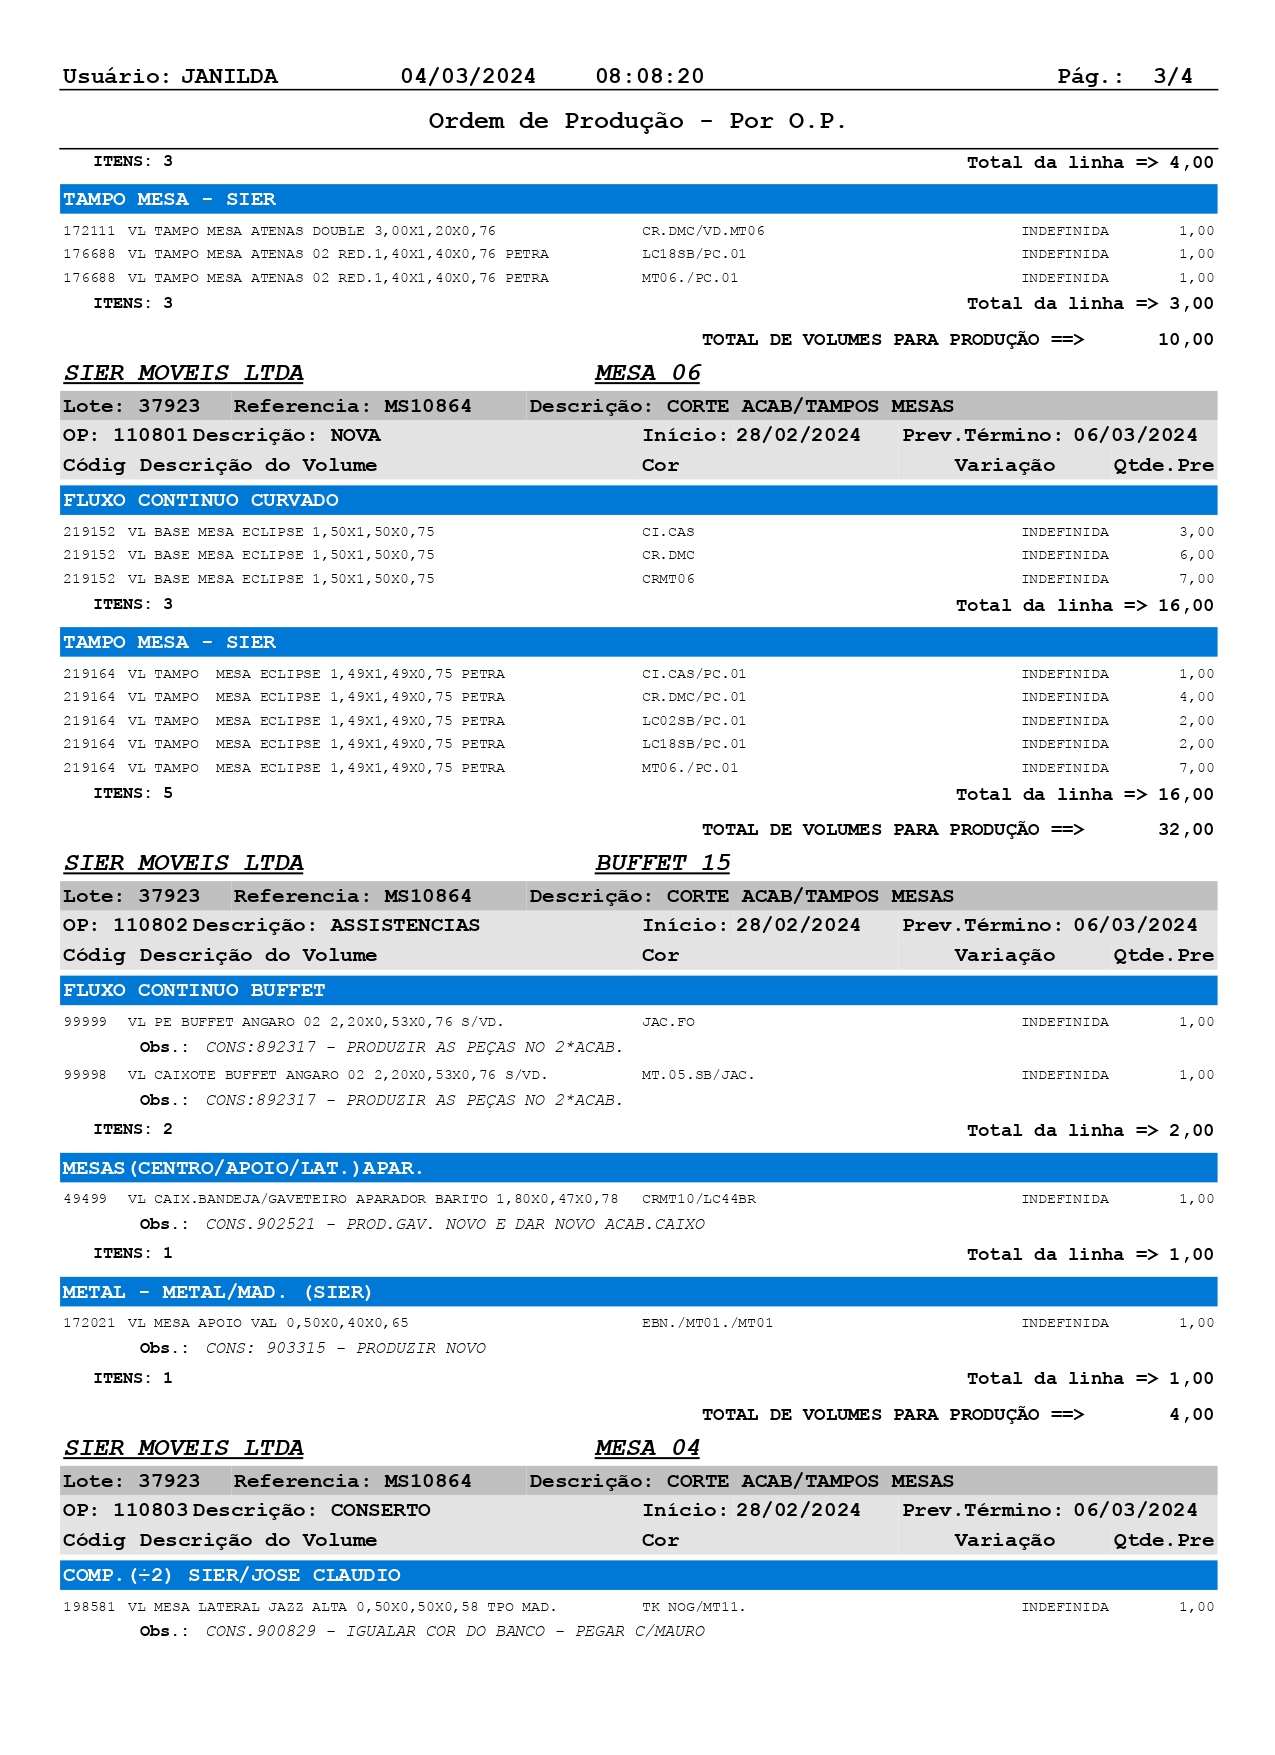 Usuário: JANILDA 04/03/2024 08:08:20 Pág.: 3/4
Ordem de Produção - Por O.P.
ITENS: 3 Total da linha => 4,00
TAMPO MESA - SIER
172111 VL TAMPO MESA ATENAS DOUBLE 3,00X1,20X0,76 CR.DMC/VD.MT06 INDEFINIDA 1,00
176688 VL TAMPO MESA ATENAS 02 RED.1,40X1,40X0,76 PETRA LC18SB/PC.01 INDEFINIDA 1,00
176688 VL TAMPO MESA ATENAS 02 RED.1,40X1,40X0,76 PETRA MT06./PC.01 INDEFINIDA 1,00
ITENS: 3 Total da linha => 3,00
TOTAL DE VOLUMES PARA PRODUÇÃO ==> 10,00
SIER MOVEIS LTDA MESA 06
Lote: 37923 Referencia: MS10864 Descrição: CORTE ACAB/TAMPOS MESAS
OP: 110801 Descrição: NOVA Início: 28/02/2024 Prev.Término: 06/03/2024
Códig Descrição do Volume Cor Variação Qtde.Pre
FLUXO CONTINUO CURVADO
219152 VL BASE MESA ECLIPSE 1,50X1,50X0,75 CI.CAS INDEFINIDA 3,00
219152 VL BASE MESA ECLIPSE 1,50X1,50X0,75 CR.DMC INDEFINIDA 6,00
219152 VL BASE MESA ECLIPSE 1,50X1,50X0,75 CRMT06 INDEFINIDA 7,00
ITENS: 3 Total da linha => 16,00
TAMPO MESA - SIER
219164 VL TAMPO  MESA ECLIPSE 1,49X1,49X0,75 PETRA CI.CAS/PC.01 INDEFINIDA 1,00
219164 VL TAMPO  MESA ECLIPSE 1,49X1,49X0,75 PETRA CR.DMC/PC.01 INDEFINIDA 4,00
219164 VL TAMPO  MESA ECLIPSE 1,49X1,49X0,75 PETRA LC02SB/PC.01 INDEFINIDA 2,00
219164 VL TAMPO  MESA ECLIPSE 1,49X1,49X0,75 PETRA LC18SB/PC.01 INDEFINIDA 2,00
219164 VL TAMPO  MESA ECLIPSE 1,49X1,49X0,75 PETRA MT06./PC.01 INDEFINIDA 7,00
ITENS: 5 Total da linha => 16,00
TOTAL DE VOLUMES PARA PRODUÇÃO ==> 32,00
SIER MOVEIS LTDA BUFFET 15
Lote: 37923 Referencia: MS10864 Descrição: CORTE ACAB/TAMPOS MESAS
OP: 110802 Descrição: ASSISTENCIAS Início: 28/02/2024 Prev.Término: 06/03/2024
Códig Descrição do Volume Cor Variação Qtde.Pre
FLUXO CONTINUO BUFFET
99999 VL PE BUFFET ANGARO 02 2,20X0,53X0,76 S/VD. JAC.FO INDEFINIDA 1,00
Obs.: CONS:892317 - PRODUZIR AS PEÇAS NO 2*ACAB.
99998 VL CAIXOTE BUFFET ANGARO 02 2,20X0,53X0,76 S/VD. MT.05.SB/JAC. INDEFINIDA 1,00
Obs.: CONS:892317 - PRODUZIR AS PEÇAS NO 2*ACAB.
ITENS: 2 Total da linha => 2,00
MESAS(CENTRO/APOIO/LAT.)APAR.
49499 VL CAIX.BANDEJA/GAVETEIRO APARADOR BARITO 1,80X0,47X0,78 CRMT10/LC44BR INDEFINIDA 1,00
Obs.: CONS.902521 - PROD.GAV. NOVO E DAR NOVO ACAB.CAIXO
ITENS: 1 Total da linha => 1,00
METAL - METAL/MAD. (SIER)
172021 VL MESA APOIO VAL 0,50X0,40X0,65 EBN./MT01./MT01 INDEFINIDA 1,00
Obs.: CONS: 903315 - PRODUZIR NOVO
ITENS: 1 Total da linha => 1,00
TOTAL DE VOLUMES PARA PRODUÇÃO ==> 4,00
SIER MOVEIS LTDA MESA 04
Lote: 37923 Referencia: MS10864 Descrição: CORTE ACAB/TAMPOS MESAS
OP: 110803 Descrição: CONSERTO Início: 28/02/2024 Prev.Término: 06/03/2024
Códig Descrição do Volume Cor Variação Qtde.Pre
COMP.(÷2) SIER/JOSE CLAUDIO
198581 VL MESA LATERAL JAZZ ALTA 0,50X0,50X0,58 TPO MAD. TK NOG/MT11. INDEFINIDA 1,00
Obs.: CONS.900829 - IGUALAR COR DO BANCO - PEGAR C/MAURO